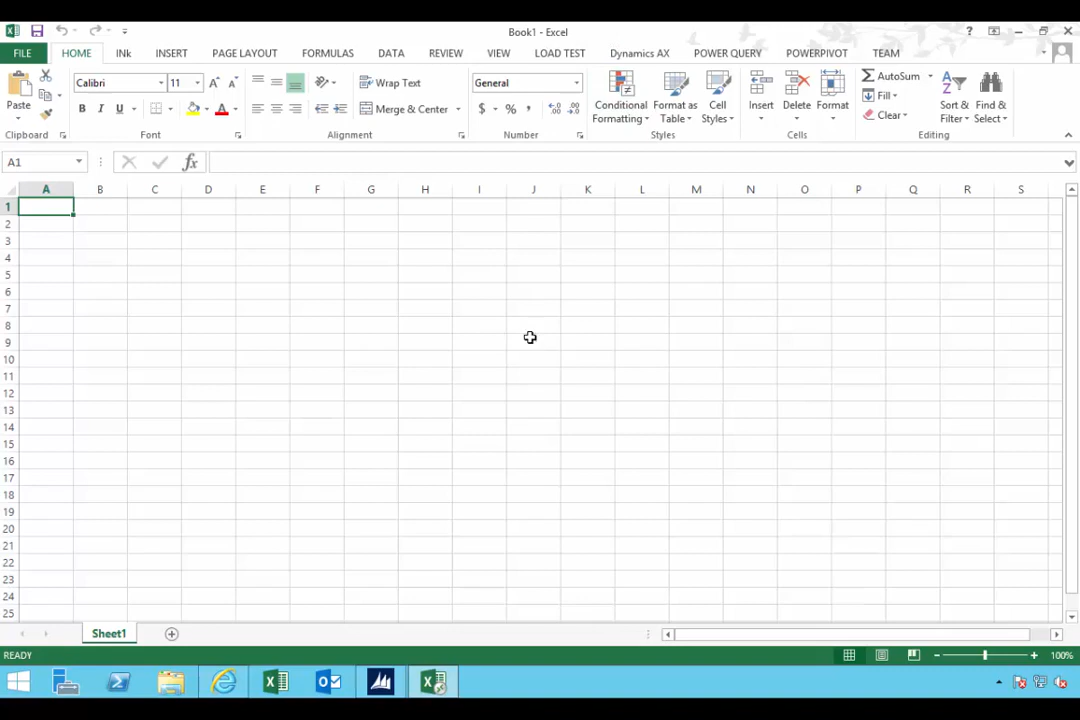 Book1 - Excel
FILE HOME INk INSERT PAGE LAYOUT FORMULAS DATA REVIEW VIEW LOAD TEST Dynamics AX POWER QUERY POWERPIVOT TEAM
Calibri 11 Wrap Text General AutoSum
Fill
Paste B I U Merge & Center $ % , Conditional Formatting Format as Table Cell Styles Insert Delete Format Clear Sort & Filter Find & Select
Clipboard Font Alignment Number Styles Cells Editing
A1 fx
A B C D E F G H I J K L M N O P Q R S
1
2
3
4
5
6
7
8
9
10
11
12
13
14
15
16
17
18
19
20
21
22
23
24
25
Sheet1
READY 100%